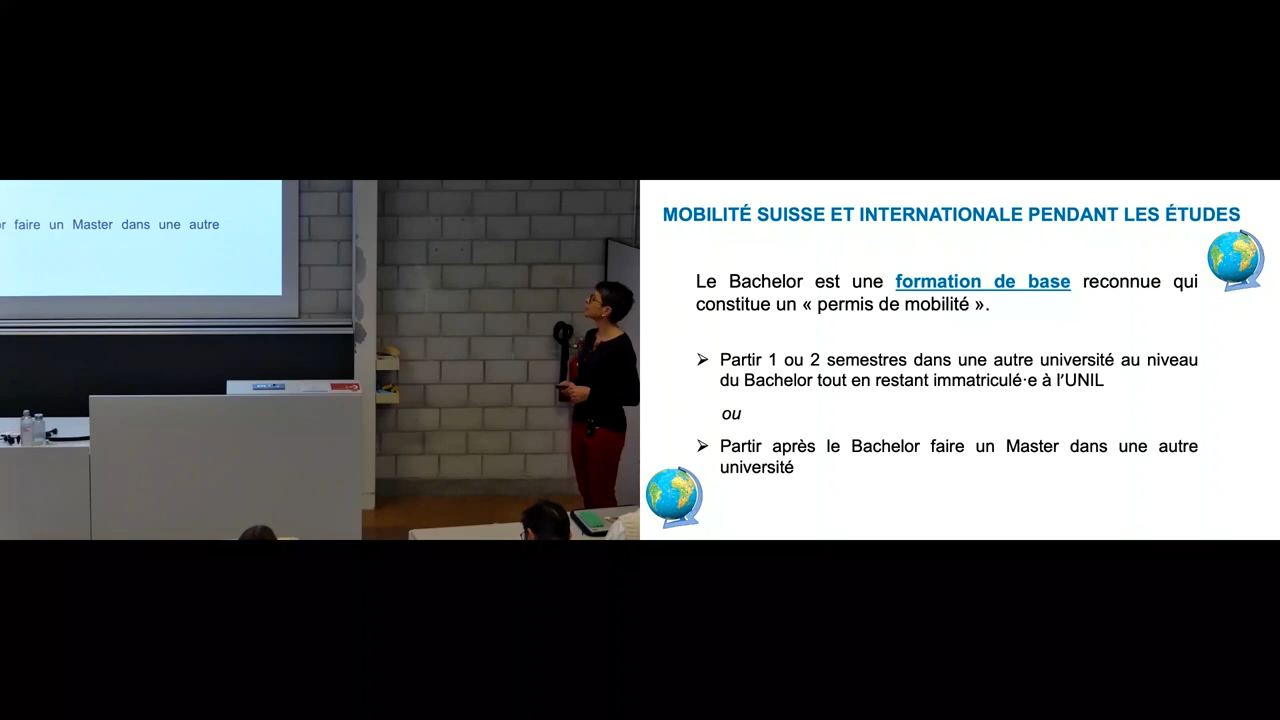 r faire un Master dans une autre
MOBILITÉ SUISSE ET INTERNATIONALE PENDANT LES ÉTUDES
Le Bachelor est une formation de base reconnue qui
constitue un « permis de mobilité ».
➢ Partir 1 ou 2 semestres dans une autre université au niveau
du Bachelor tout en restant immatriculé·e à l'UNIL
ou
➢ Partir après le Bachelor faire un Master dans une autre
université